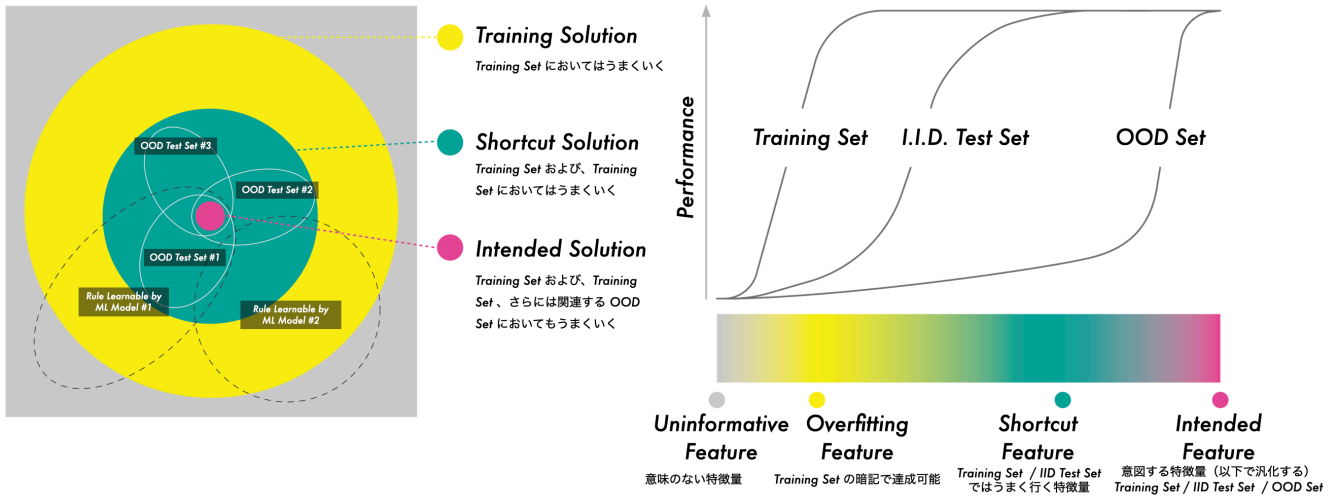 Training Solution
Training Set においてはうまくいく
Shortcut Solution
Training Set および、Training
Set においてはうまくいく
Intended Solution
Training Set および、Training
Set 、さらには関連する OOD
Set においてもうまくいく
OOD Test Set #3
OOD Test Set #2
OOD Test Set #1
Rule Learnable by
ML Model #1
Rule Learnable by
ML Model #2
Performance
Training Set
I.I.D. Test Set
OOD Set
Uninformative
Feature
意味のない特徴量
Overfitting
Feature
Training Set の暗記で達成可能
Shortcut
Feature
Training Set / IID Test Set
ではうまく行く特徴量
Intended
Feature
意図する特徴量（以下で汎化する）
Training Set / IID Test Set / OOD Set